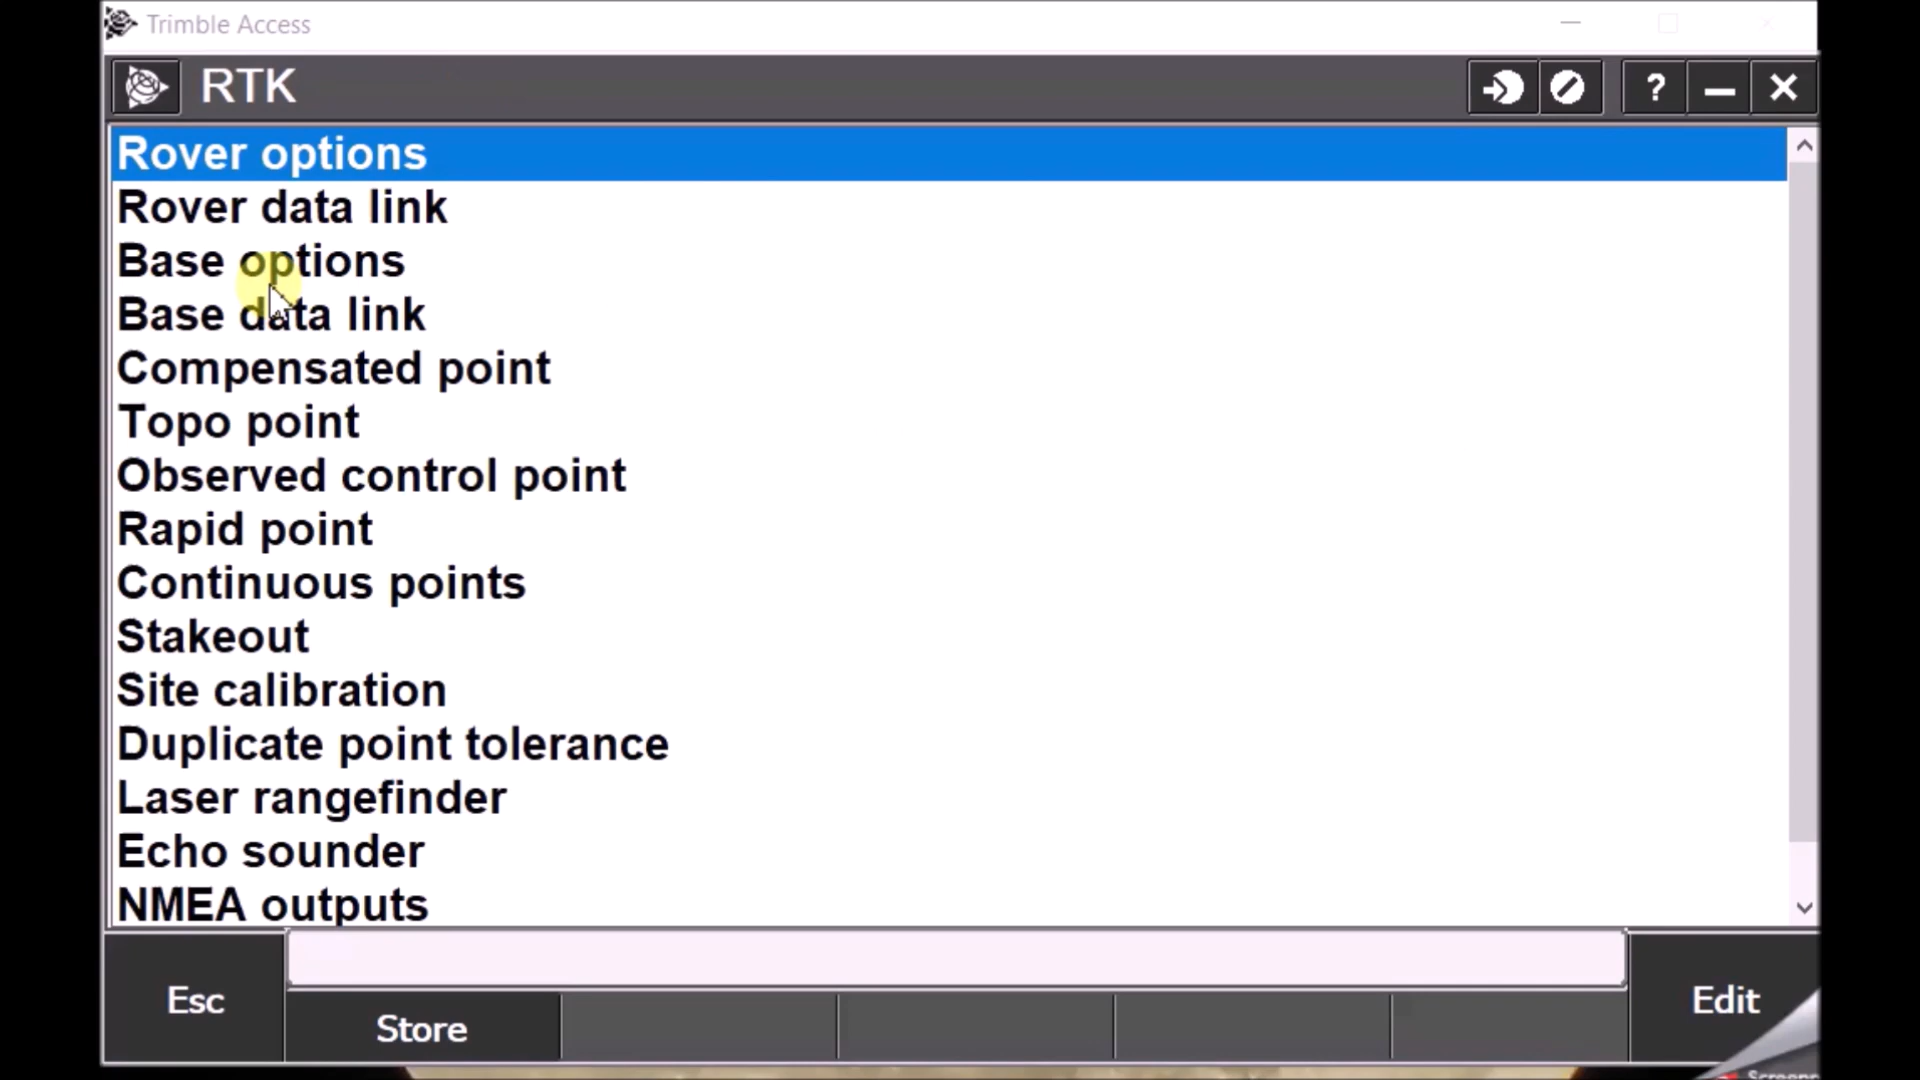 Trimble Access
RTK
?
Rover options
Rover data link
Base options
Base data link
Compensated point
Topo point
Observed control point
Rapid point
Continuous points
Stakeout
Site calibration
Duplicate point tolerance
Laser rangefinder
Echo sounder
NMEA outputs
Esc
Store
Edit